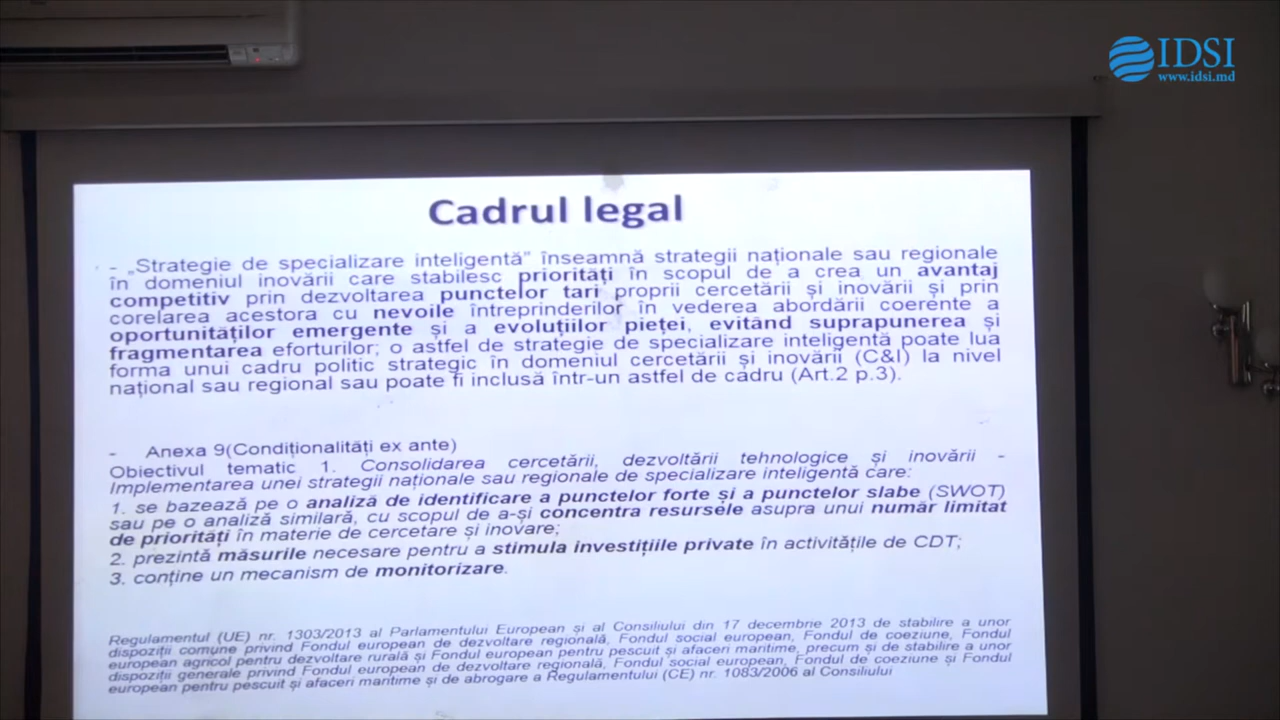 IDSI
www.idsi.md
Cadrul legal
- „Strategie de specializare inteligentă” înseamnă strategii naționale sau regionale
în domeniul inovării care stabilesc priorități în scopul de a crea un avantaj
competitiv prin dezvoltarea punctelor tari proprii cercetării și inovării și prin
corelarea acestora cu nevoile întreprinderilor în vederea abordării coerente a
oportunităților emergente și a evoluțiilor pieței, evitând suprapunerea și
fragmentarea eforturilor; o astfel de strategie de specializare inteligentă poate lua
forma unui cadru politic strategic în domeniul cercetării și inovării (C&I) la nivel
național sau regional sau poate fi inclusă într-un astfel de cadru (Art.2 p.3).
- Anexa 9(Condiționalități ex ante)
Obiectivul tematic 1. Consolidarea cercetării, dezvoltării tehnologice și inovării -
Implementarea unei strategii naționale sau regionale de specializare inteligentă care:
1. se bazează pe o analiză de identificare a punctelor forte și a punctelor slabe (SWOT)
sau pe o analiză similară, cu scopul de a-și concentra resursele asupra unui număr limitat
de priorități în materie de cercetare și inovare;
2. prezintă măsurile necesare pentru a stimula investițiile private în activitățile de CDT;
3. conține un mecanism de monitorizare.
Regulamentul (UE) nr. 1303/2013 al Parlamentului European și al Consiliului din 17 decembrie 2013 de stabilire a unor
dispoziții comune privind Fondul european de dezvoltare regională, Fondul social european, Fondul de coeziune, Fondul
european agricol pentru dezvoltare rurală și Fondul european pentru pescuit și afaceri maritime, precum și de stabilire a unor
dispoziții generale privind Fondul european de dezvoltare regională, Fondul social european, Fondul de coeziune și Fondul
european pentru pescuit și afaceri maritime și de abrogare a Regulamentului (CE) nr. 1083/2006 al Consiliului